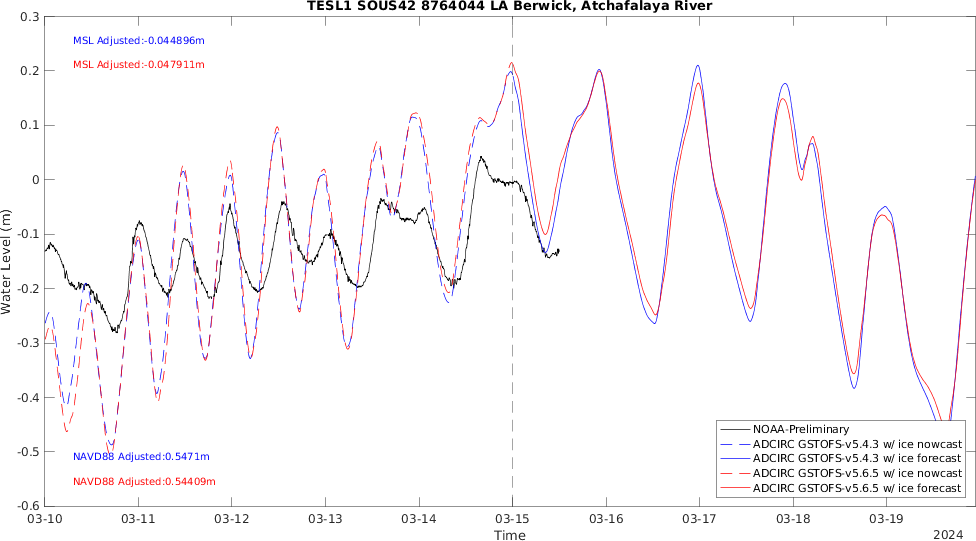 TESL1 SOUS42 8764044 LA Berwick, Atchafalaya River
0.3
MSL Adjusted:-0.044896m
MSL Adjusted:-0.047911m
0.2
0.1
0
-0.1
-0.2
-0.3
-0.4
-0.5
-0.6
Water Level (m)
NAVD88 Adjusted:0.5471m
NAVD88 Adjusted:0.54409m
NOAA-Preliminary
ADCIRC GSTOFS-v5.4.3 w/ ice nowcast
ADCIRC GSTOFS-v5.4.3 w/ ice forecast
ADCIRC GSTOFS-v5.6.5 w/ ice nowcast
ADCIRC GSTOFS-v5.6.5 w/ ice forecast
03-10 03-11 03-12 03-13 03-14 03-15 03-16 03-17 03-18 03-19
Time
2024